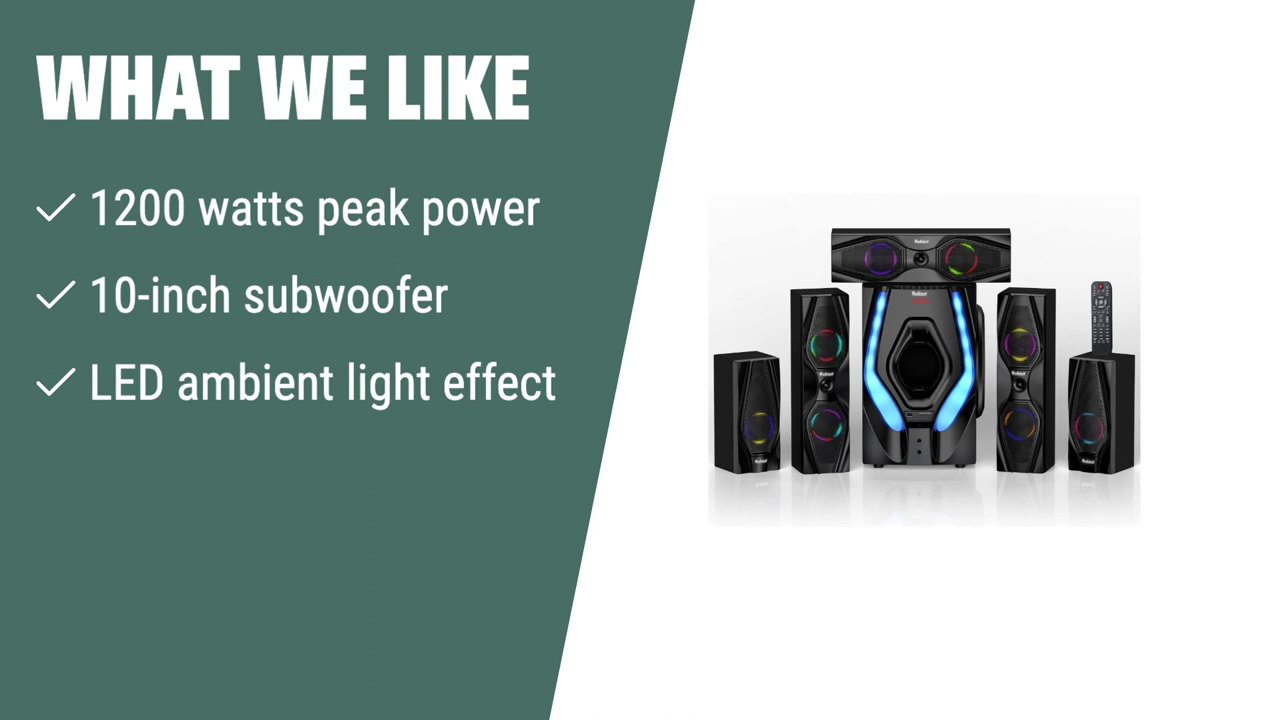 WHAT WE LIKE
1200 watts peak power
10-inch subwoofer
LED ambient light effect